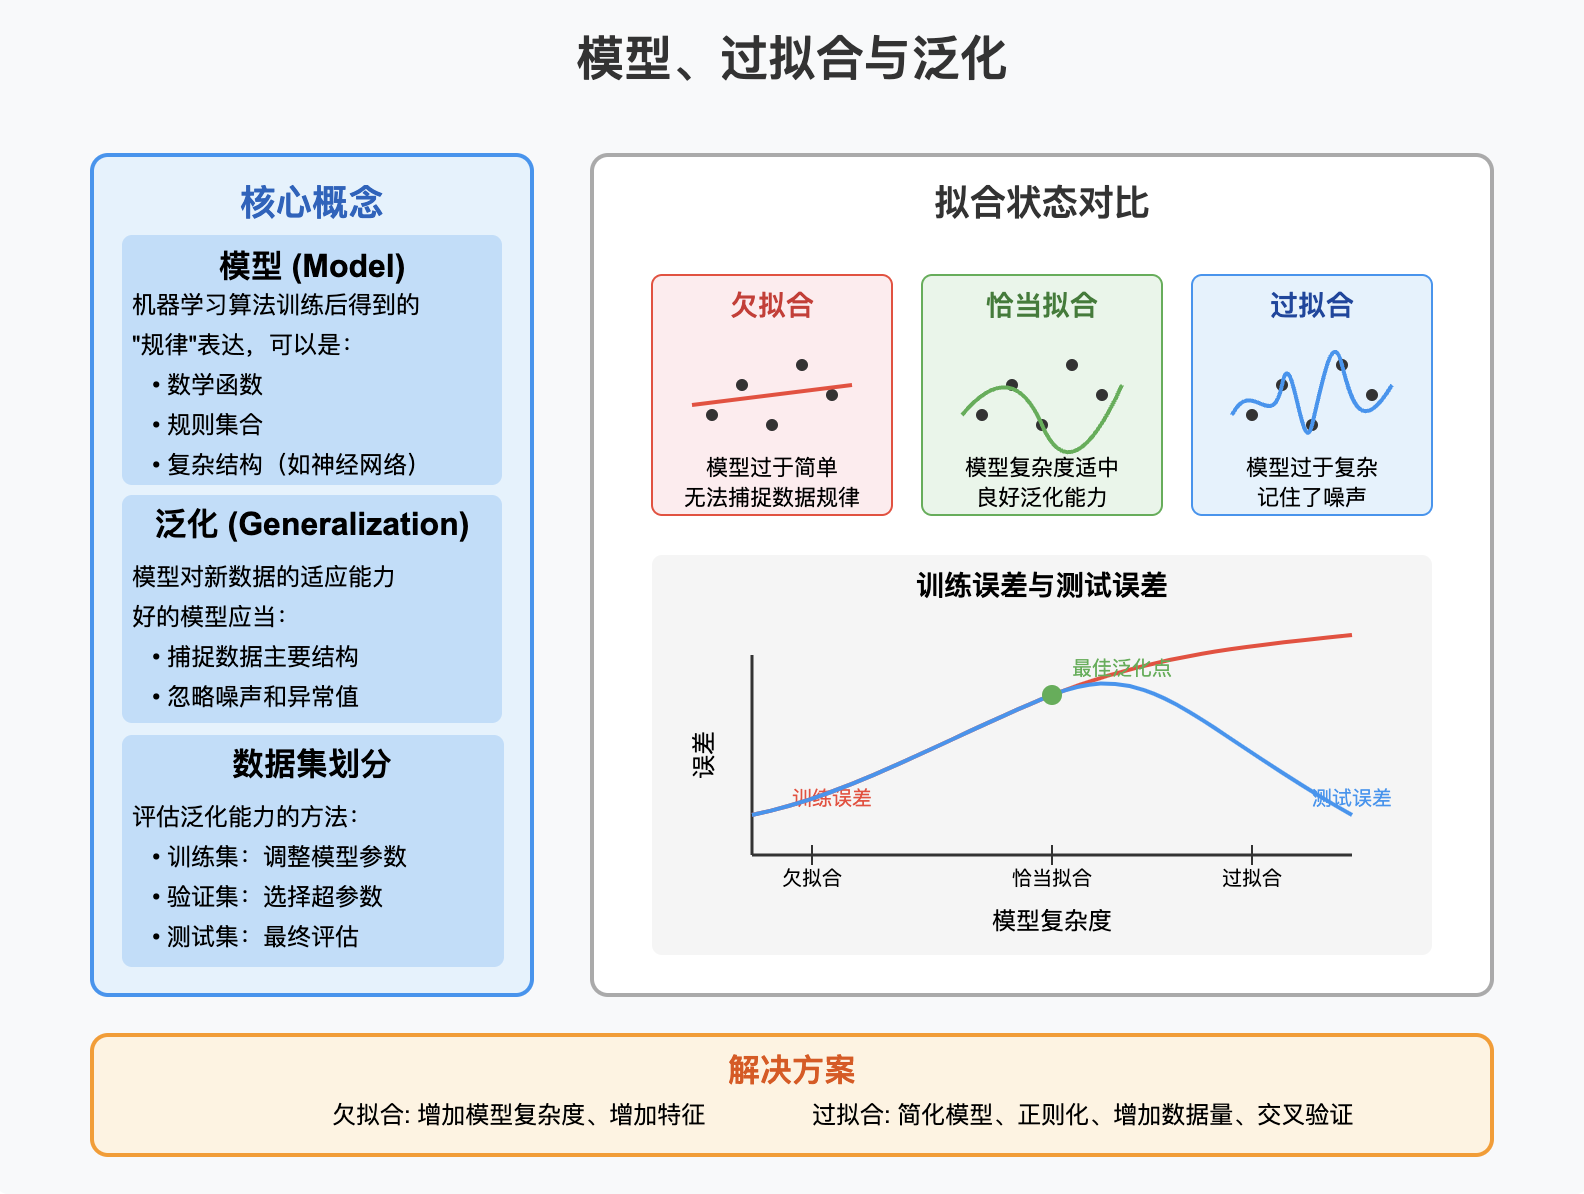 模型、过拟合与泛化
核心概念
模型 (Model)
机器学习算法训练后得到的
"规律"表达，可以是：
• 数学函数
• 规则集合
• 复杂结构（如神经网络）
泛化 (Generalization)
模型对新数据的适应能力
好的模型应当：
• 捕捉数据主要结构
• 忽略噪声和异常值
数据集划分
评估泛化能力的方法：
• 训练集：调整模型参数
• 验证集：选择超参数
• 测试集：最终评估
拟合状态对比
欠拟合
模型过于简单
无法捕捉数据规律
恰当拟合
模型复杂度适中
良好泛化能力
过拟合
模型过于复杂
记住了噪声
训练误差与测试误差
最佳泛化点
误差
训练误差
测试误差
欠拟合
恰当拟合
过拟合
模型复杂度
解决方案
欠拟合: 增加模型复杂度、增加特征
过拟合: 简化模型、正则化、增加数据量、交叉验证